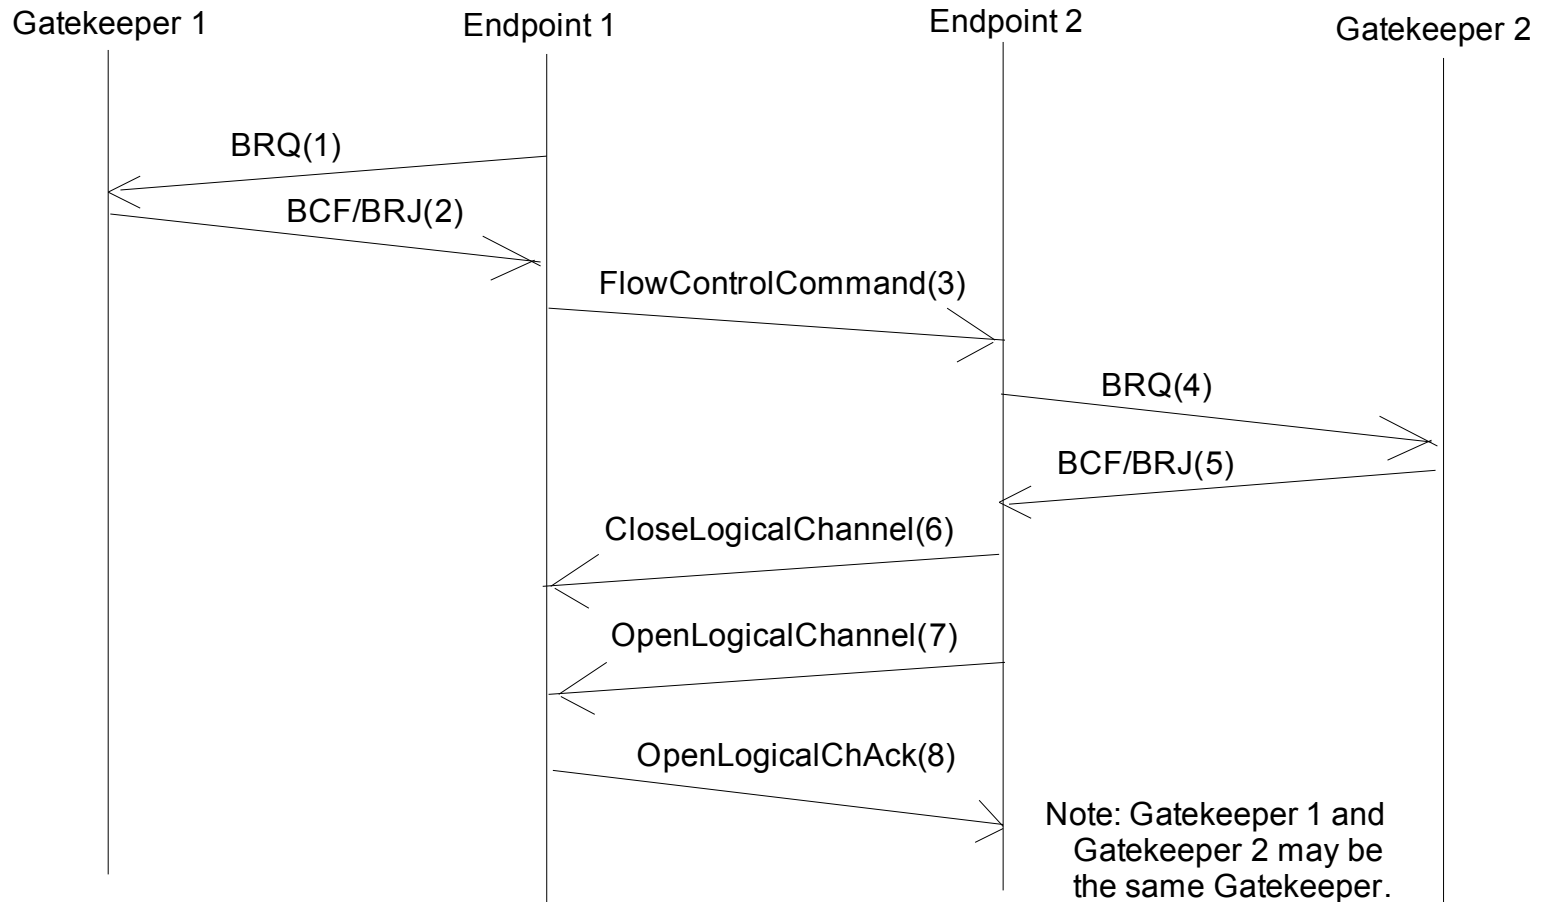 Gatekeeper 1
Endpoint 1
Endpoint 2
Gatekeeper 2
BRQ(1)
BCF/BRJ(2)
FlowControlCommand(3)
BRQ(4)
BCF/BRJ(5)
CloseLogicalChannel(6)
OpenLogicalChannel(7)
OpenLogicalChAck(8)
Note: Gatekeeper 1 and
Gatekeeper 2 may be
the same Gatekeeper.